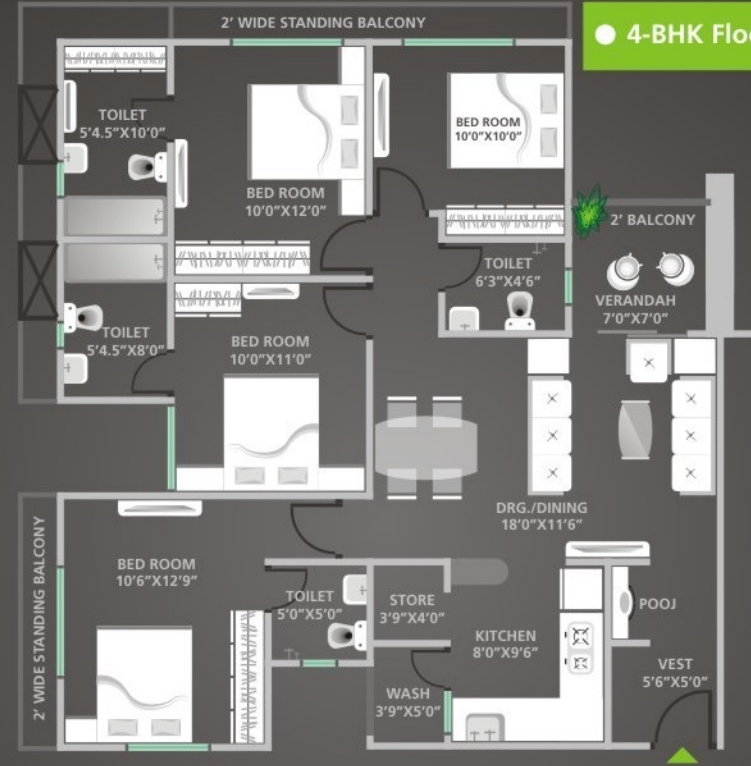 2' WIDE STANDING BALCONY
4-BHK Floo
TOILET
5'4.5"X10'0"
BED ROOM
10'0"X12'0"
BED ROOM
10'0"X10'0"
2' BALCONY
TOILET
6'3"X4'6"
VERANDAH
7'0"X7'0"
TOILET
5'4.5"X8'0"
BED ROOM
10'0"X11'0"
DRG./DINING
18'0"X11'6"
2' WIDE STANDING BALCONY
BED ROOM
10'6"X12'9"
TOILET
5'0"X5'0"
STORE
3'9"X4'0"
POOJ
KITCHEN
8'0"X9'6"
VEST
5'6"X5'0"
WASH
3'9"X5'0"